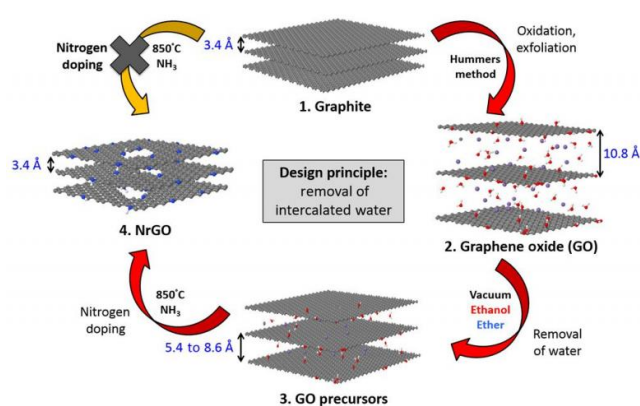 Nitrogen
doping
850°C
NH3
3.4 Å
1. Graphite
Oxidation,
exfoliation
Hummers
method
3.4 Å
4. NrGO
Design principle:
removal of
intercalated water
10.8 Å
2. Graphene oxide (GO)
Nitrogen
doping
850°C
NH3
5.4 to 8.6 Å
3. GO precursors
Vacuum
Ethanol
Ether
Removal
of water